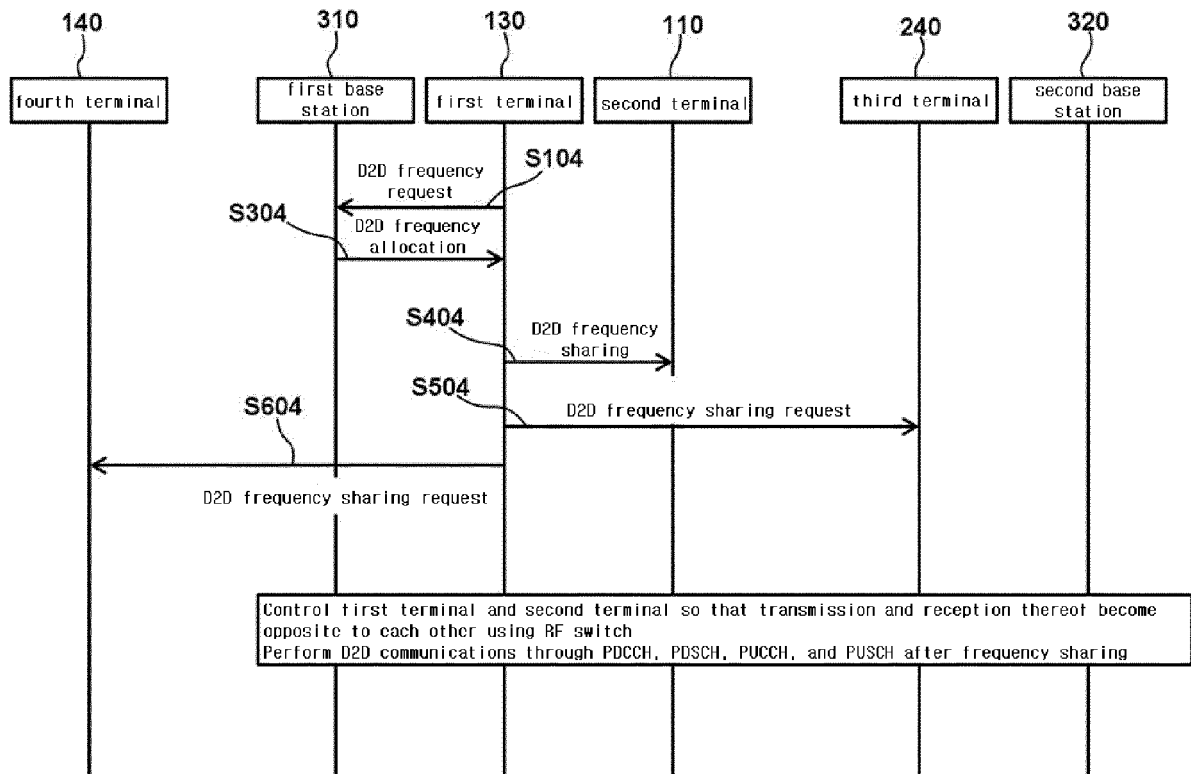 140
310
130
110
240
320
fourth terminal
first base
station
first terminal
second terminal
third terminal
second base
station
S104
D2D frequency
request
S304
D2D frequency
allocation
S404
D2D frequency
sharing
S504
D2D frequency sharing request
S604
D2D frequency sharing request
Control first terminal and second terminal so that transmission and reception thereof become
opposite to each other using RF switch
Perform D2D communications through PDCCH, PDSCH, PUCCH, and PUSCH after frequency sharing